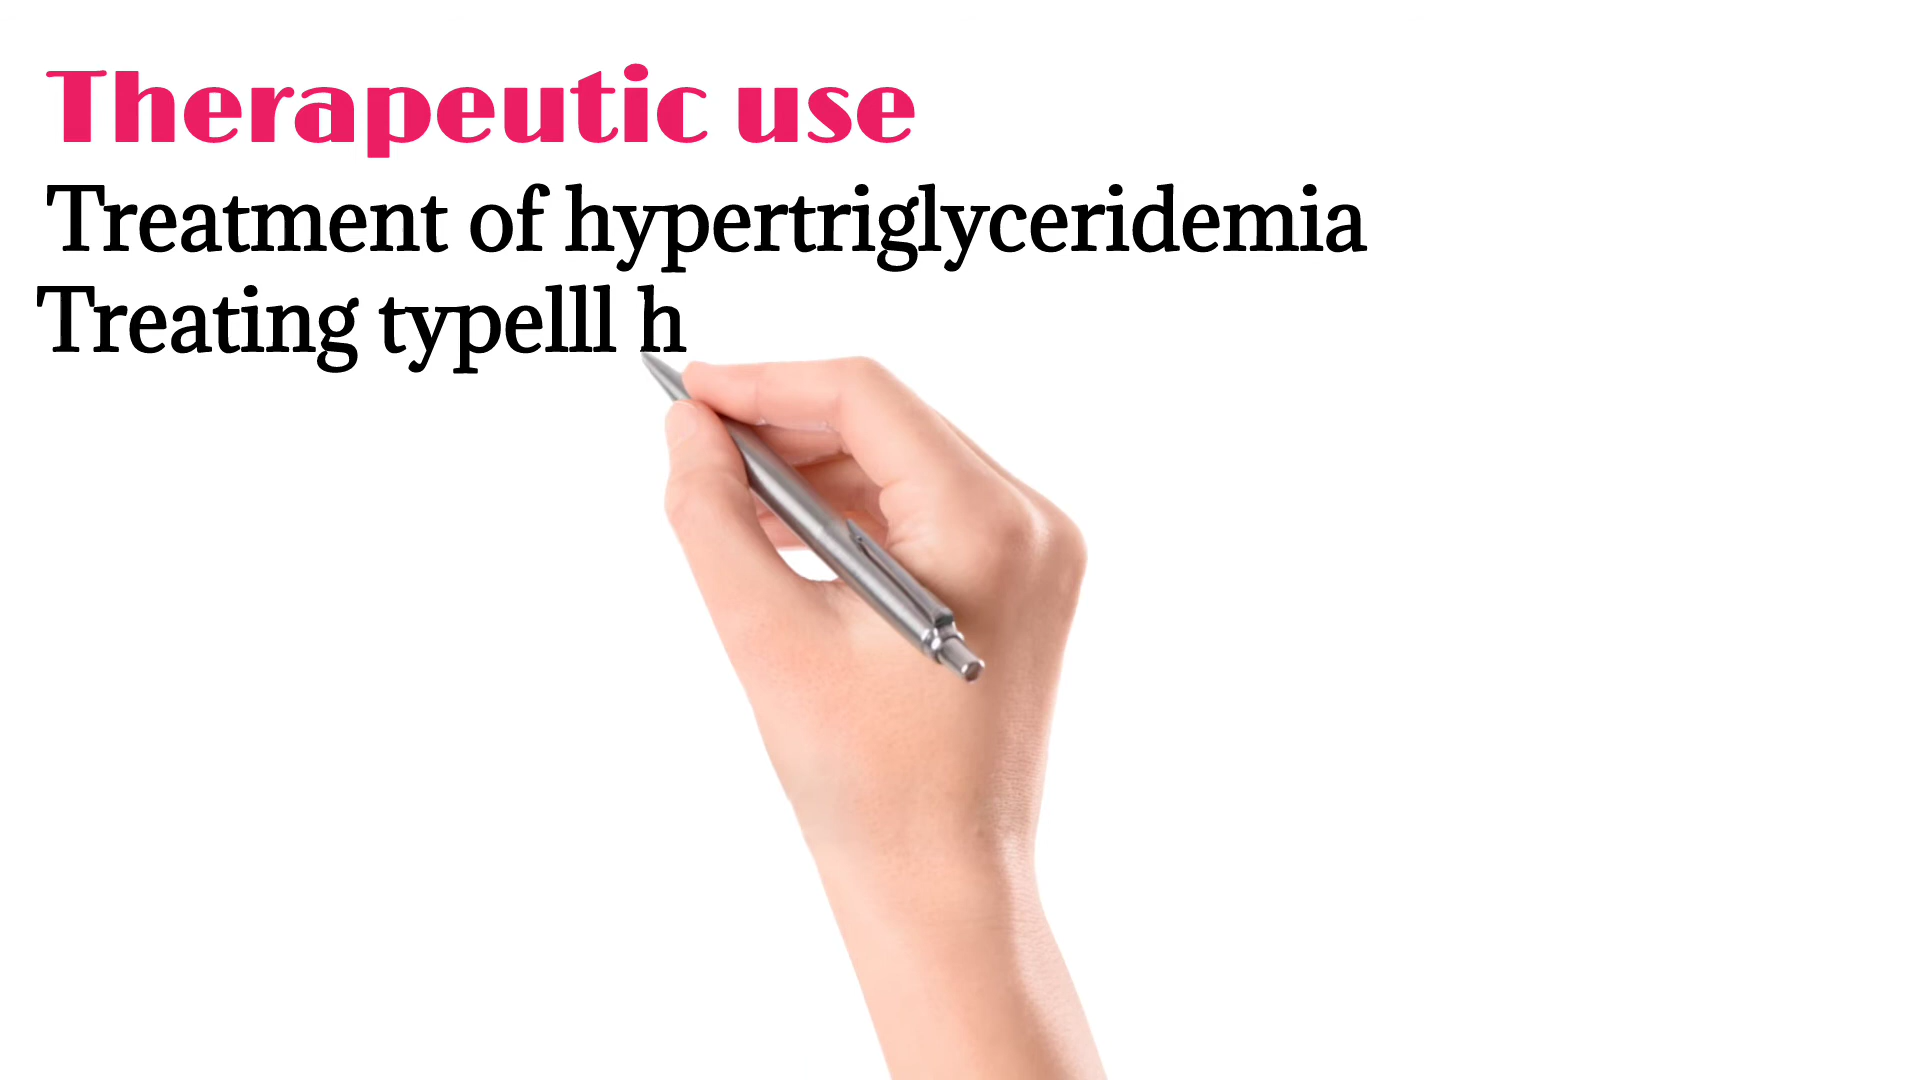 Therapeutic use
Treatment of hypertriglyceridemia
Treating typelll h